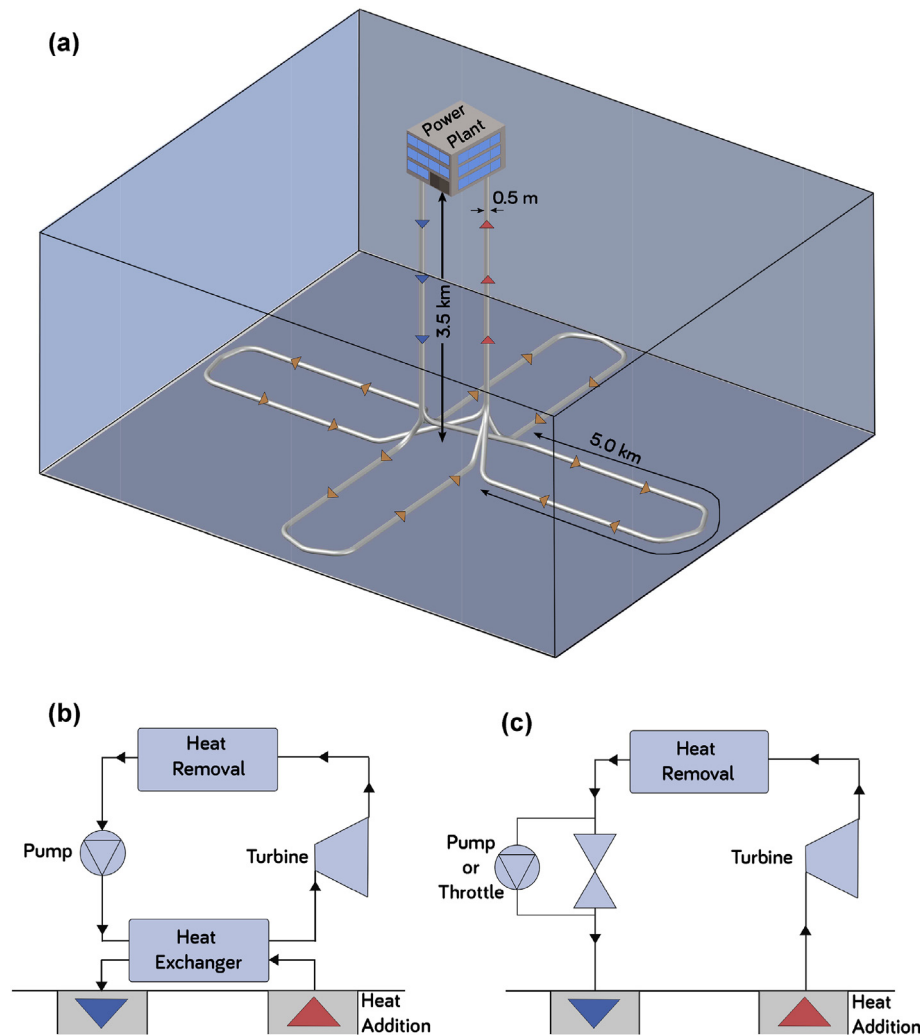 (a)
Power
Plant
0.5 m
3.5 km
5.0 km
(b)
Heat
Removal
Pump
Turbine
Heat
Exchanger
Heat
Addition
(c)
Heat
Removal
Pump
or
Throttle
Turbine
Heat
Addition